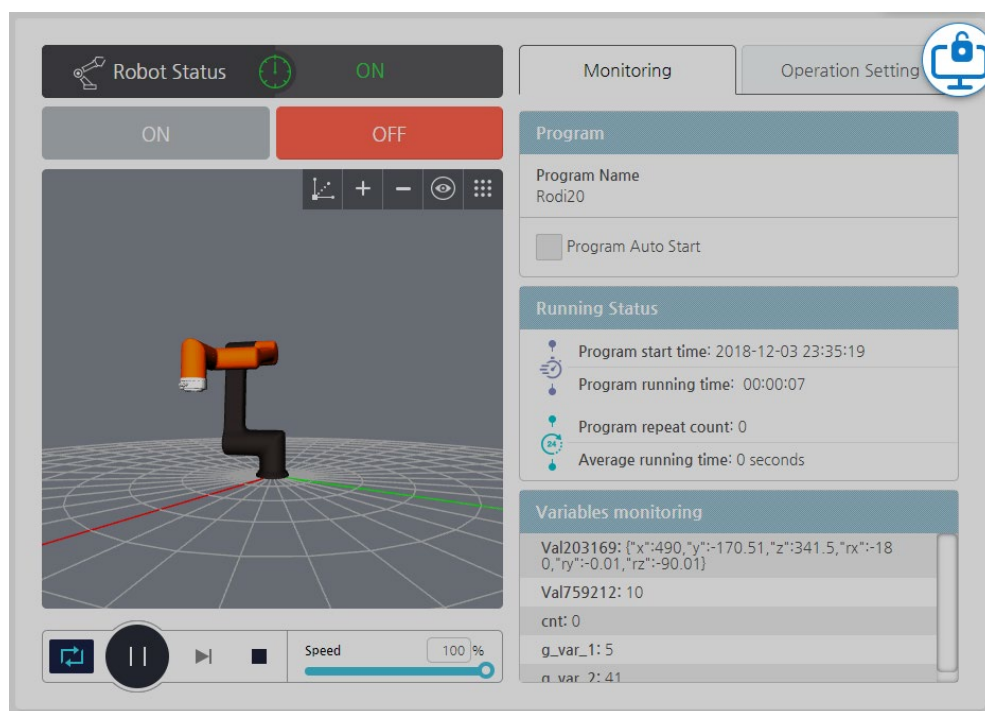 Robot Status
ON
Monitoring
Operation Setting
ON
OFF
Program
Program Name
Rodi20
Program Auto Start
Running Status
Program start time: 2018-12-03 23:35:19
Program running time: 00:00:07
Program repeat count: 0
24
Average running time: 0 seconds
Variables monitoring
Val203169: {"x":490,"y":-170.51,"z":341.5,"rx":-18
0,"ry":-0.01,"rz":-90.01}
Val759212: 10
cnt: 0
g_var_1: 5
g_var_2: 41
Speed
100 %